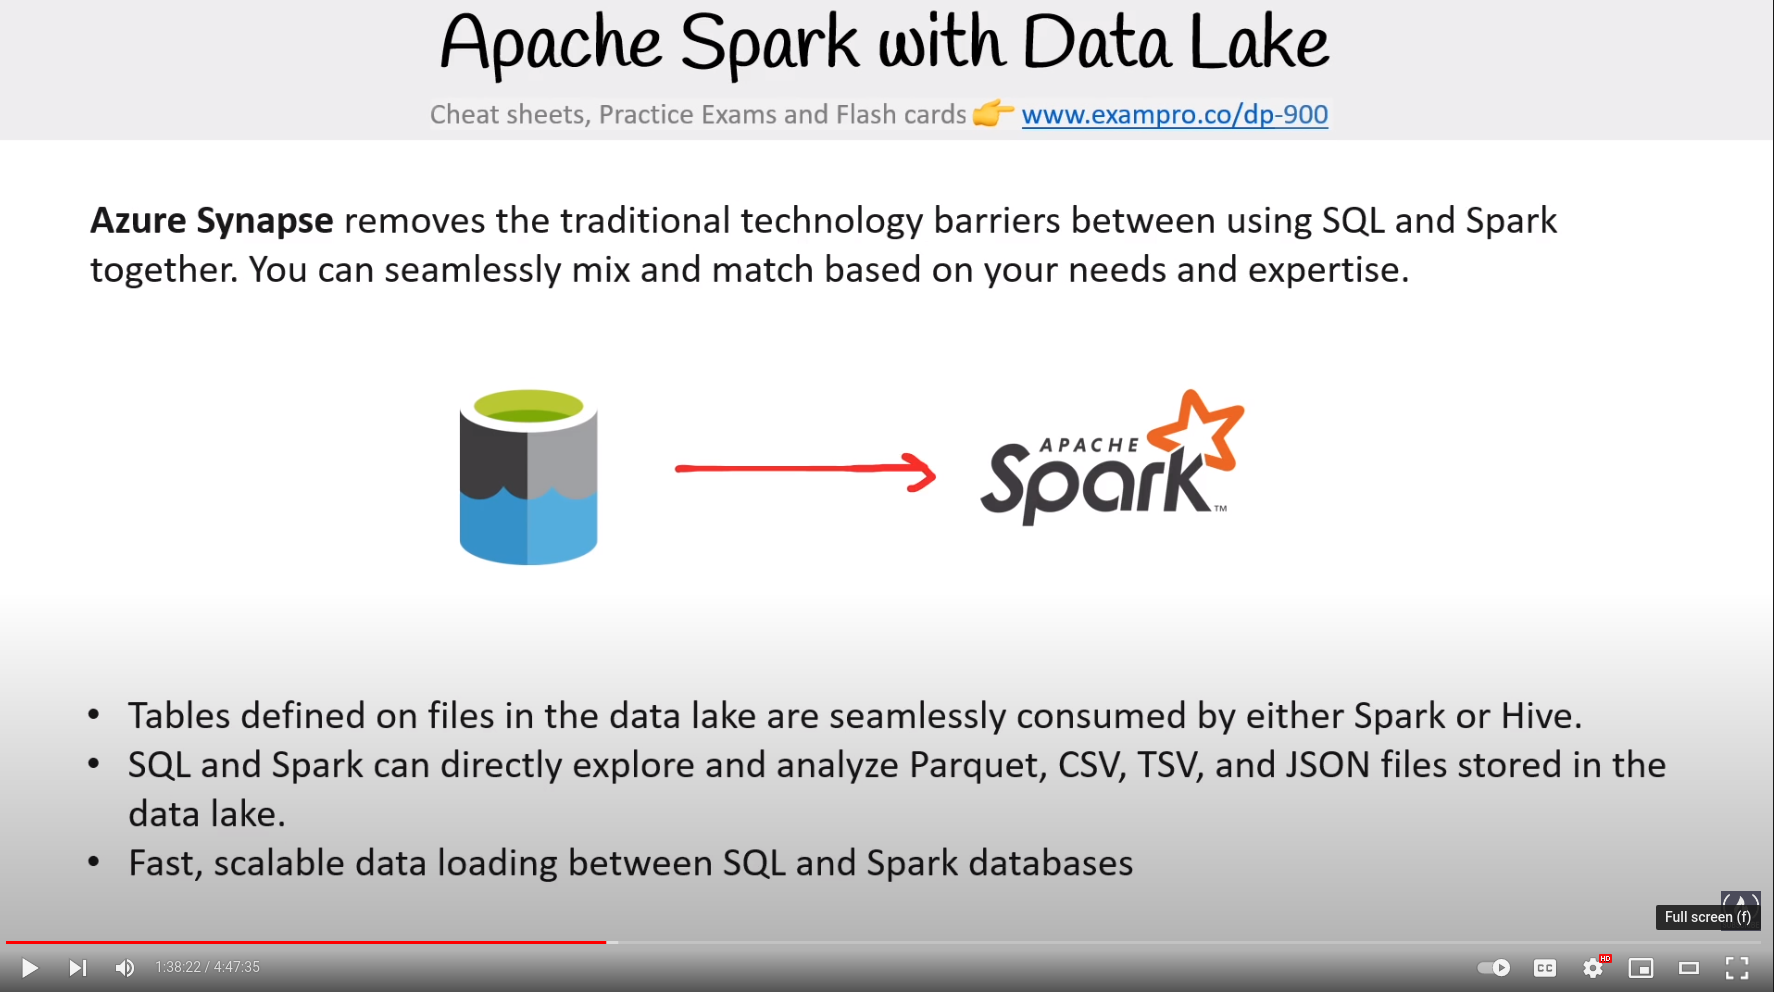 Apache Spark with Data Lake
Cheat sheets, Practice Exams and Flash cards 👉 www.exampro.co/dp-900
Azure Synapse removes the traditional technology barriers between using SQL and Spark
together. You can seamlessly mix and match based on your needs and expertise.
APACHE
Spark™
• Tables defined on files in the data lake are seamlessly consumed by either Spark or Hive.
• SQL and Spark can directly explore and analyze Parquet, CSV, TSV, and JSON files stored in the
data lake.
• Fast, scalable data loading between SQL and Spark databases
Full screen (f)
1:38:22 / 4:47:35
CC
HD